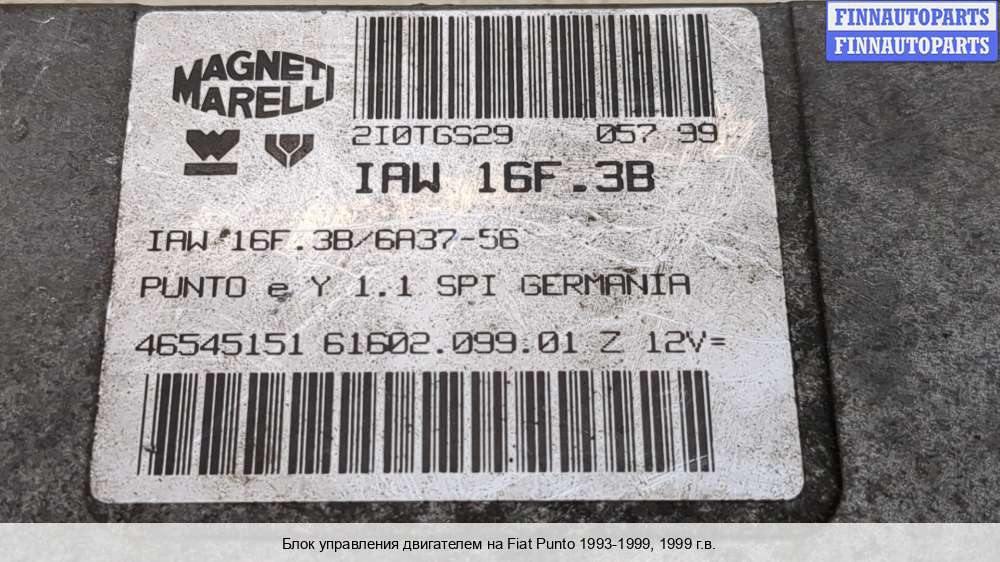 FINNAUTOPARTS
FINNAUTOPARTS
MAGNETI
MARELLI
2I0TGS29 057 99
IAW 16F.3B
IAW 16F.3B/6A37-56
PUNTO e Y 1.1 SPI GERMANIA
46545151 61602.099.01 Z 12V=
Блок управления двигателем на Fiat Punto 1993-1999, 1999 г.в.